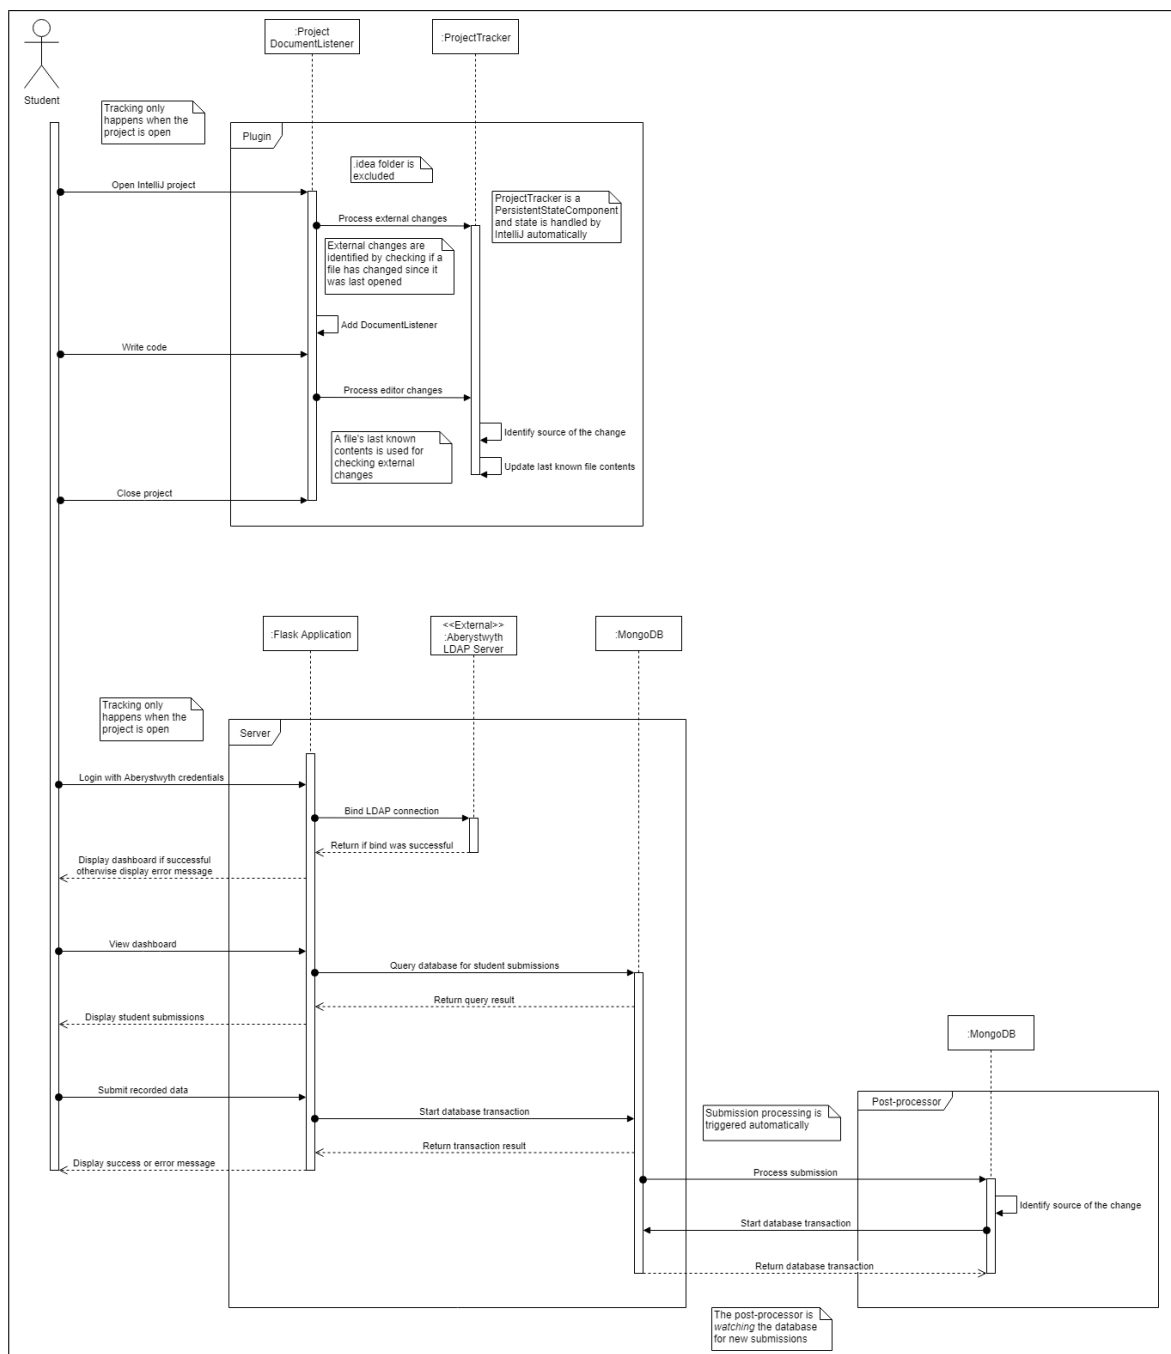 :Project
DocumentListener
:ProjectTracker
Student
Tracking only
happens when the
project is open
Plugin
.idea folder is
excluded
Open IntelliJ project
ProjectTracker is a
PersistentStateComponent
and state is handled by
IntelliJ automatically
Process external changes
External changes are
identified by checking if a
file has changed since it
was last opened
Add DocumentListener
Write code
Process editor changes
Identify source of the change
A file's last known
contents is used for
checking external
changes
Update last known file contents
Close project
:Flask Application
<<External>>
:Aberystwyth
LDAP Server
:MongoDB
Tracking only
happens when the
project is open
Server
Login with Aberystwyth credentials
Bind LDAP connection
Return if bind was successful
Display dashboard if successful
otherwise display error message
View dashboard
Query database for student submissions
Return query result
Display student submissions
:MongoDB
Submit recorded data
Post-processor
Start database transaction
Submission processing is
triggered automatically
Return transaction result
Display success or error message
Process submission
Identify source of the change
Start database transaction
Return database transaction
The post-processor is
watching the database
for new submissions